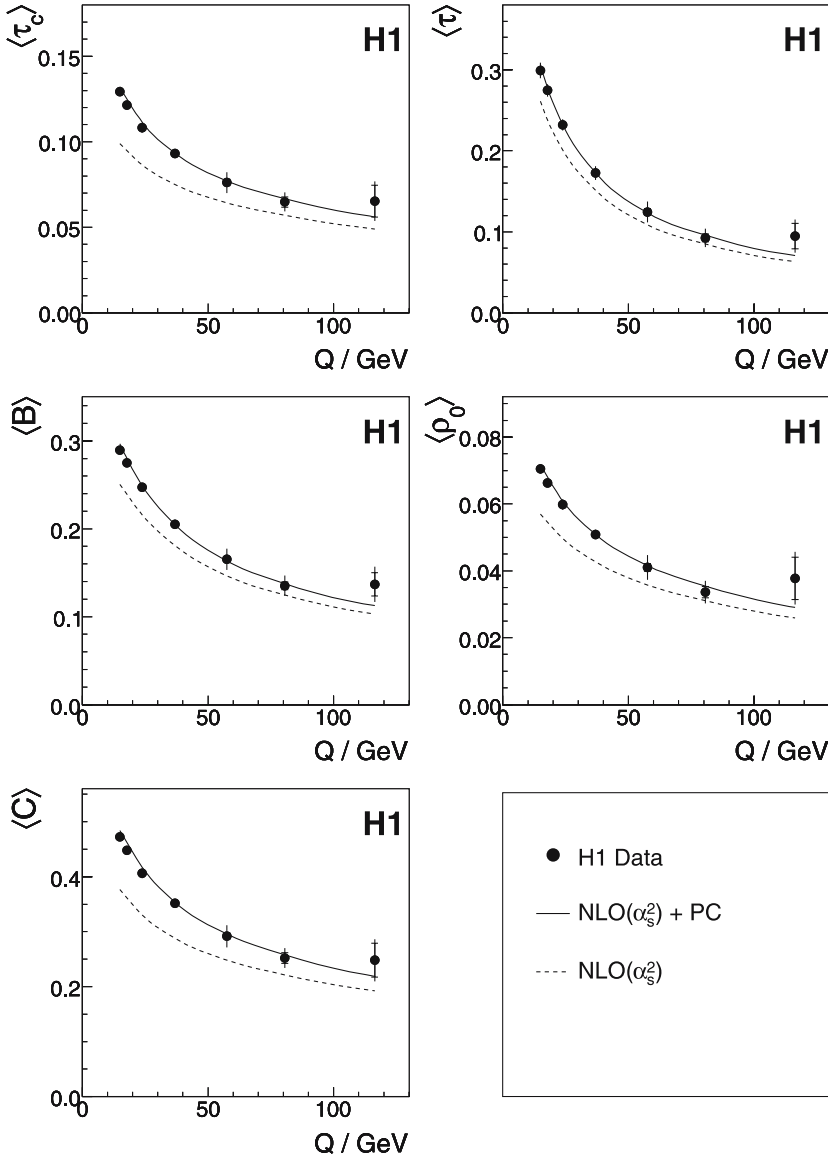 ⟨τc⟩
H1
0.15
0.10
0.05
0.00
0
50
100
Q / GeV
⟨τ⟩
H1
0.3
0.2
0.1
0.0
0
50
100
Q / GeV
⟨B⟩
H1
0.3
0.2
0.1
0.0
0
50
100
Q / GeV
⟨ρ0⟩
H1
0.08
0.06
0.04
0.02
0.00
0
50
100
Q / GeV
⟨C⟩
H1
0.4
0.2
0.0
0
50
100
Q / GeV
H1 Data
NLO(αs²) + PC
NLO(αs²)